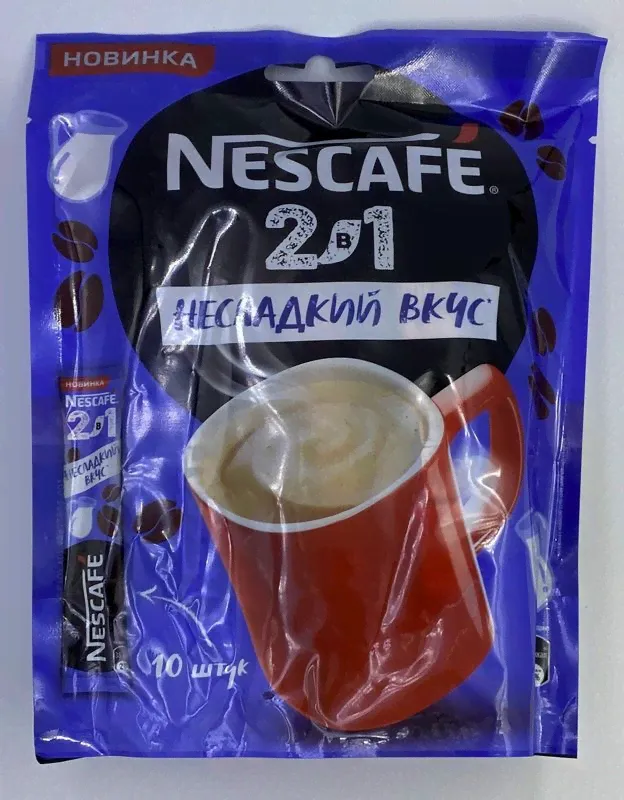 НОВИНКА
NESCAFÉ®
2в1
НЕСЛАДКИЙ ВКУС*
НОВИНКА
NESCAFÉ
2в1
НЕСЛАДКИЙ
ВКУС
NESCAFÉ
10 штук